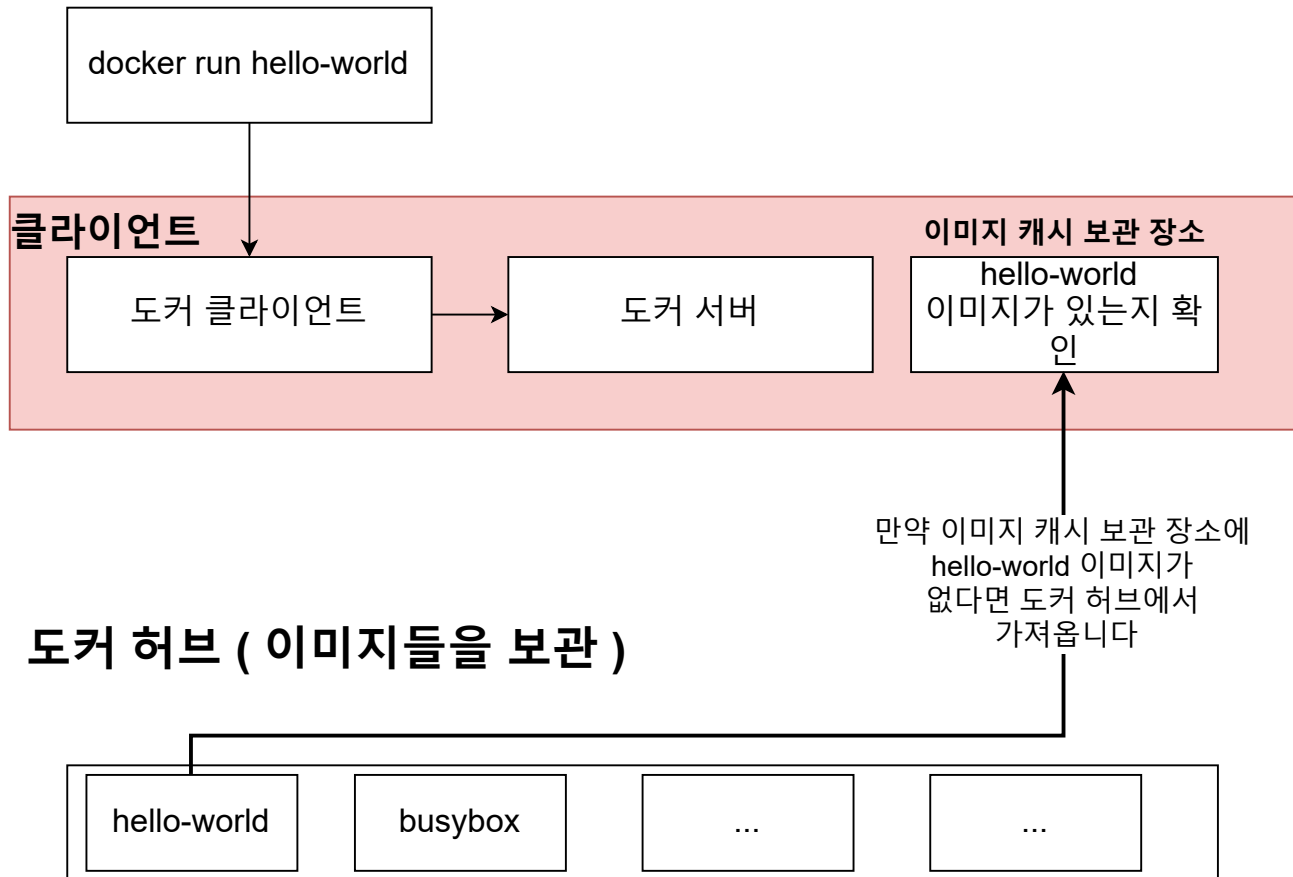 docker run hello-world
클라이언트
이미지 캐시 보관 장소
도커 클라이언트
도커 서버
hello-world
이미지가 있는지 확
인
만약 이미지 캐시 보관 장소에
hello-world 이미지가
없다면 도커 허브에서
가져옵니다
도커 허브 ( 이미지들을 보관 )
hello-world
busybox
...
...